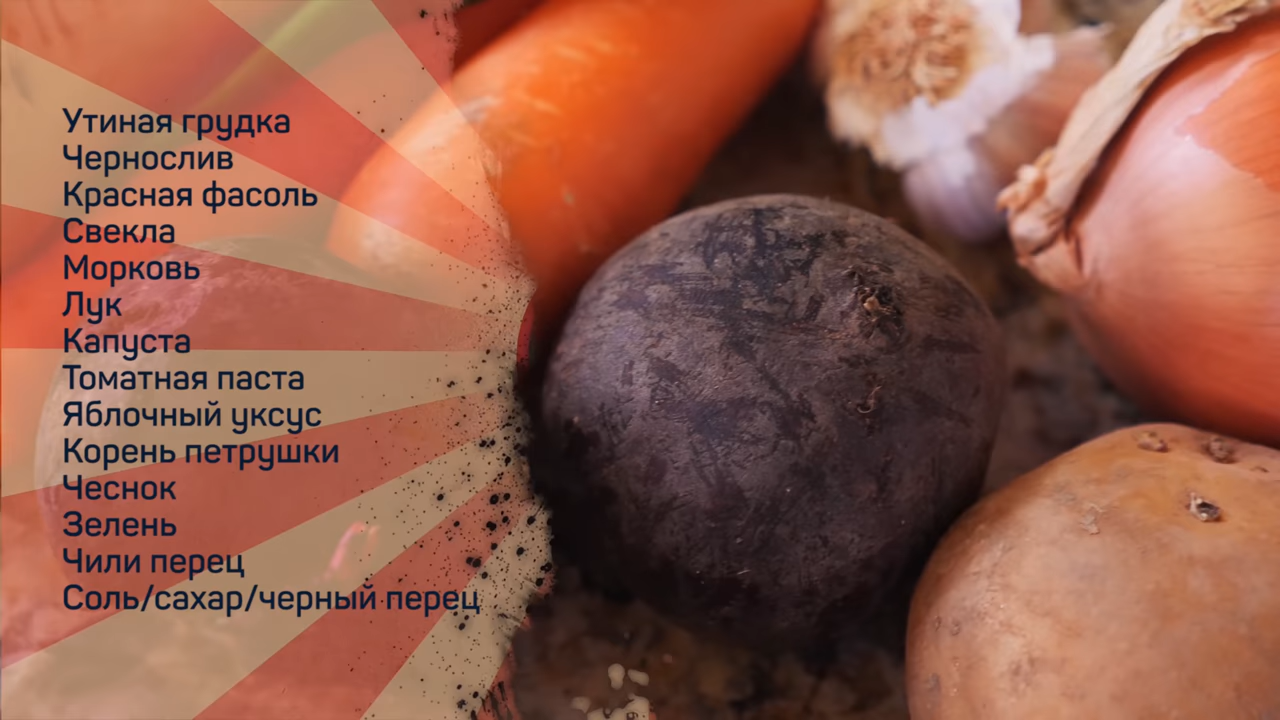 Утиная грудка
Чернослив
Красная фасоль
Свекла
Морковь
Лук
Капуста
Томатная паста
Яблочный уксус
Корень петрушки
Чеснок
Зелень
Чили перец
Соль/сахар/черный перец